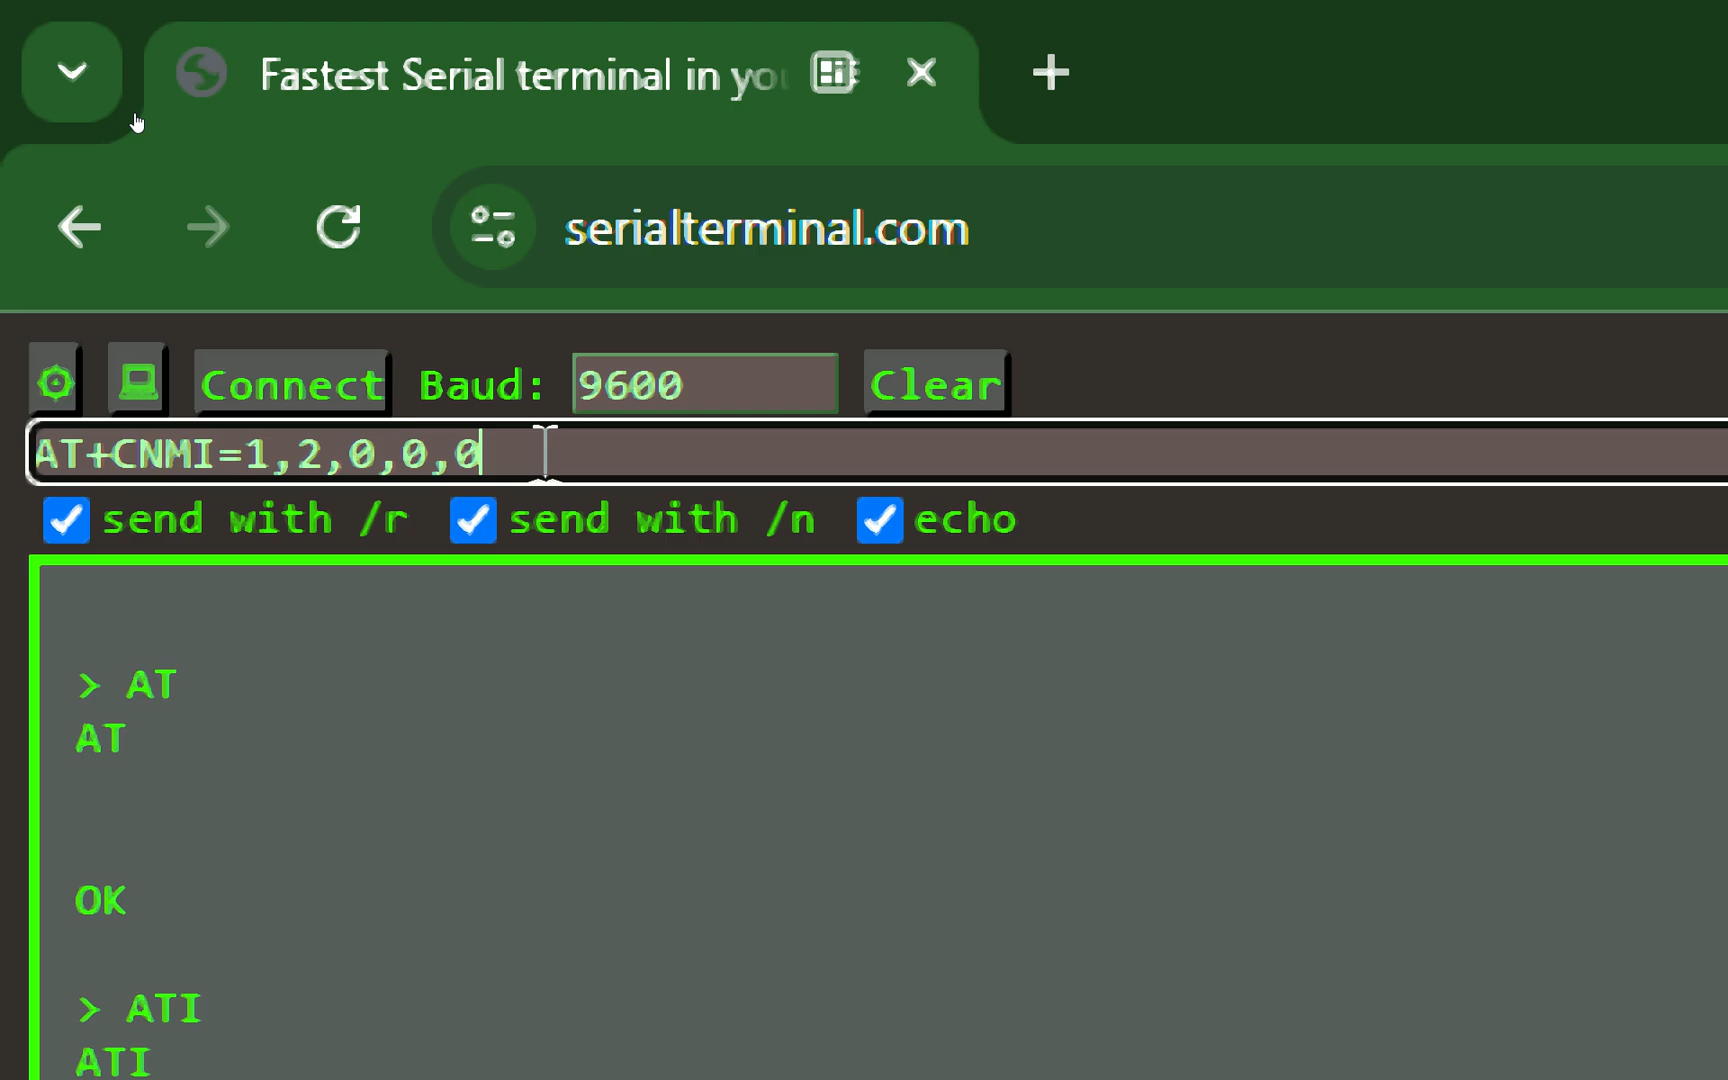 Fastest Serial terminal in you
serialterminal.com
Connect Baud: 9600 Clear
AT+CNMI=1,2,0,0,0
send with /r send with /n echo
> AT
AT
OK
> ATI
ATI